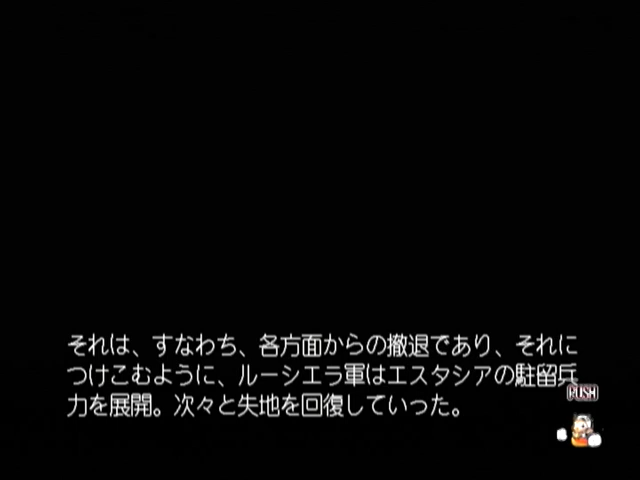 それは、すなわち、各方面からの撤退であり、それに
つけこむように、ルーシエラ軍はエスタシアの駐留兵
力を展開。次々と失地を回復していった。
PUSH